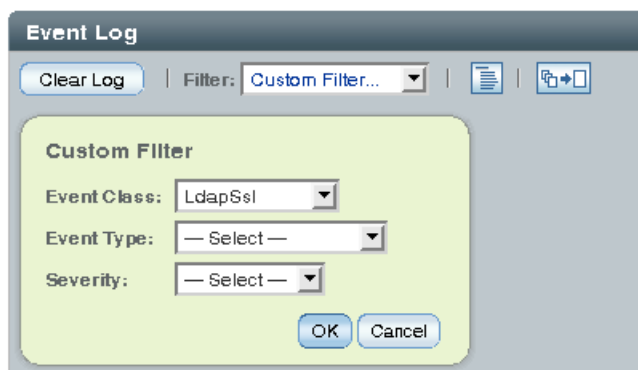 Event Log
Clear Log | Filter: Custom Filter... | |
Custom Filter
Event Class: LdapSsl
Event Type: — Select —
Severity: — Select —
OK Cancel